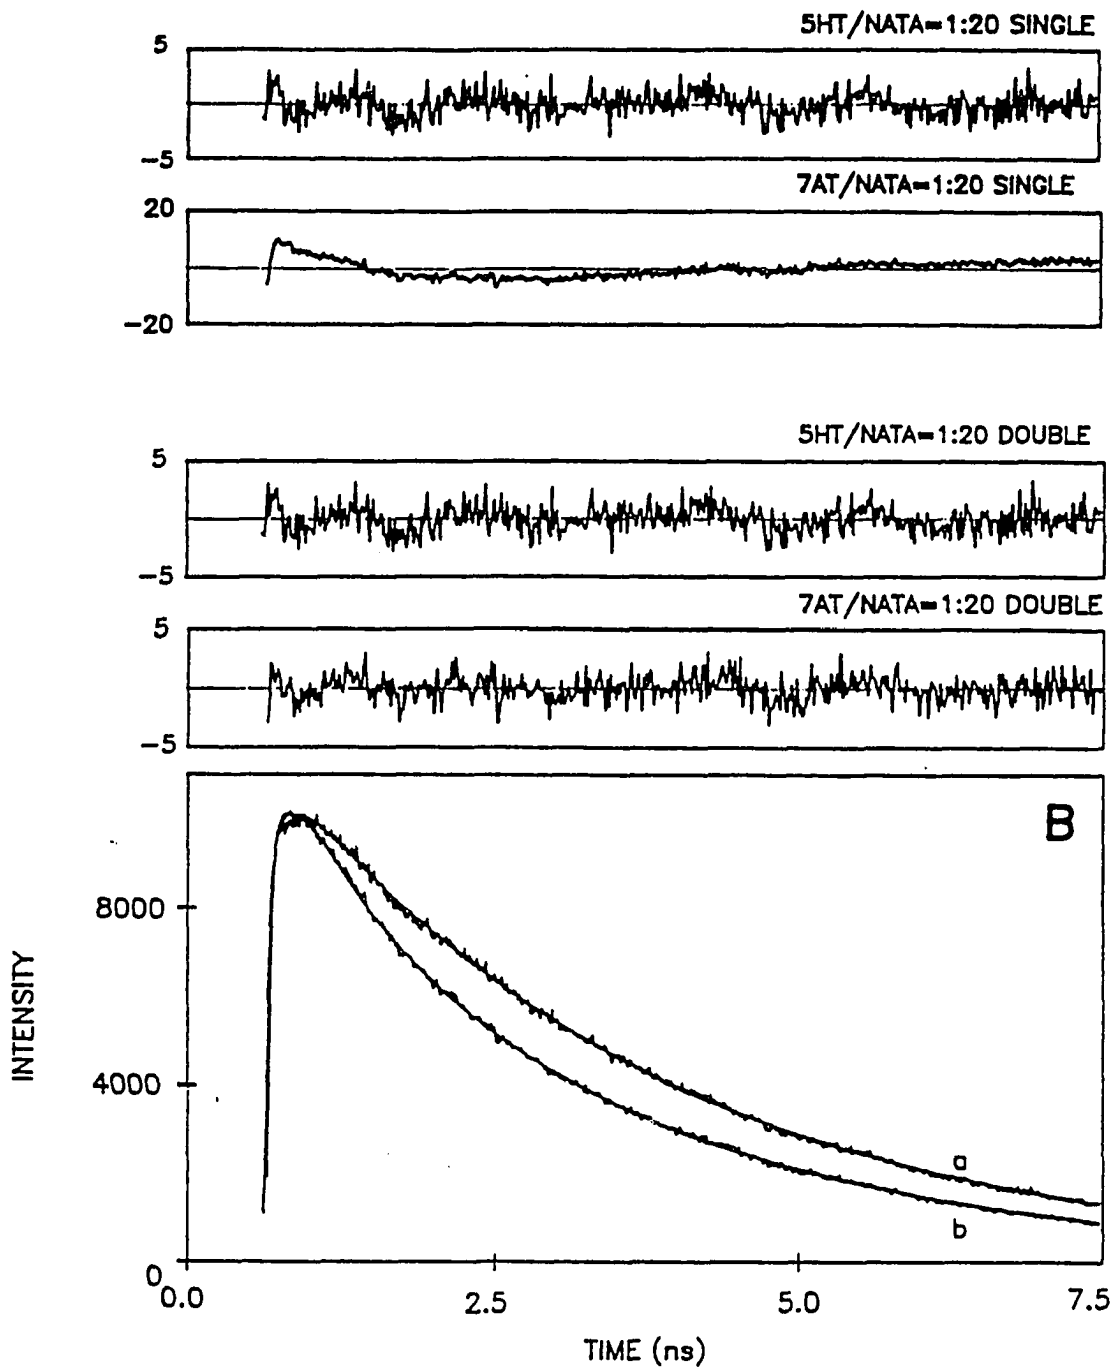 5HT/NATA=1:20 SINGLE
5
-5
7AT/NATA=1:20 SINGLE
20
-20
5HT/NATA=1:20 DOUBLE
5
-5
7AT/NATA=1:20 DOUBLE
5
-5
B
8000
INTENSITY
4000
a
b
0
0.0
2.5
5.0
7.5
TIME (ns)